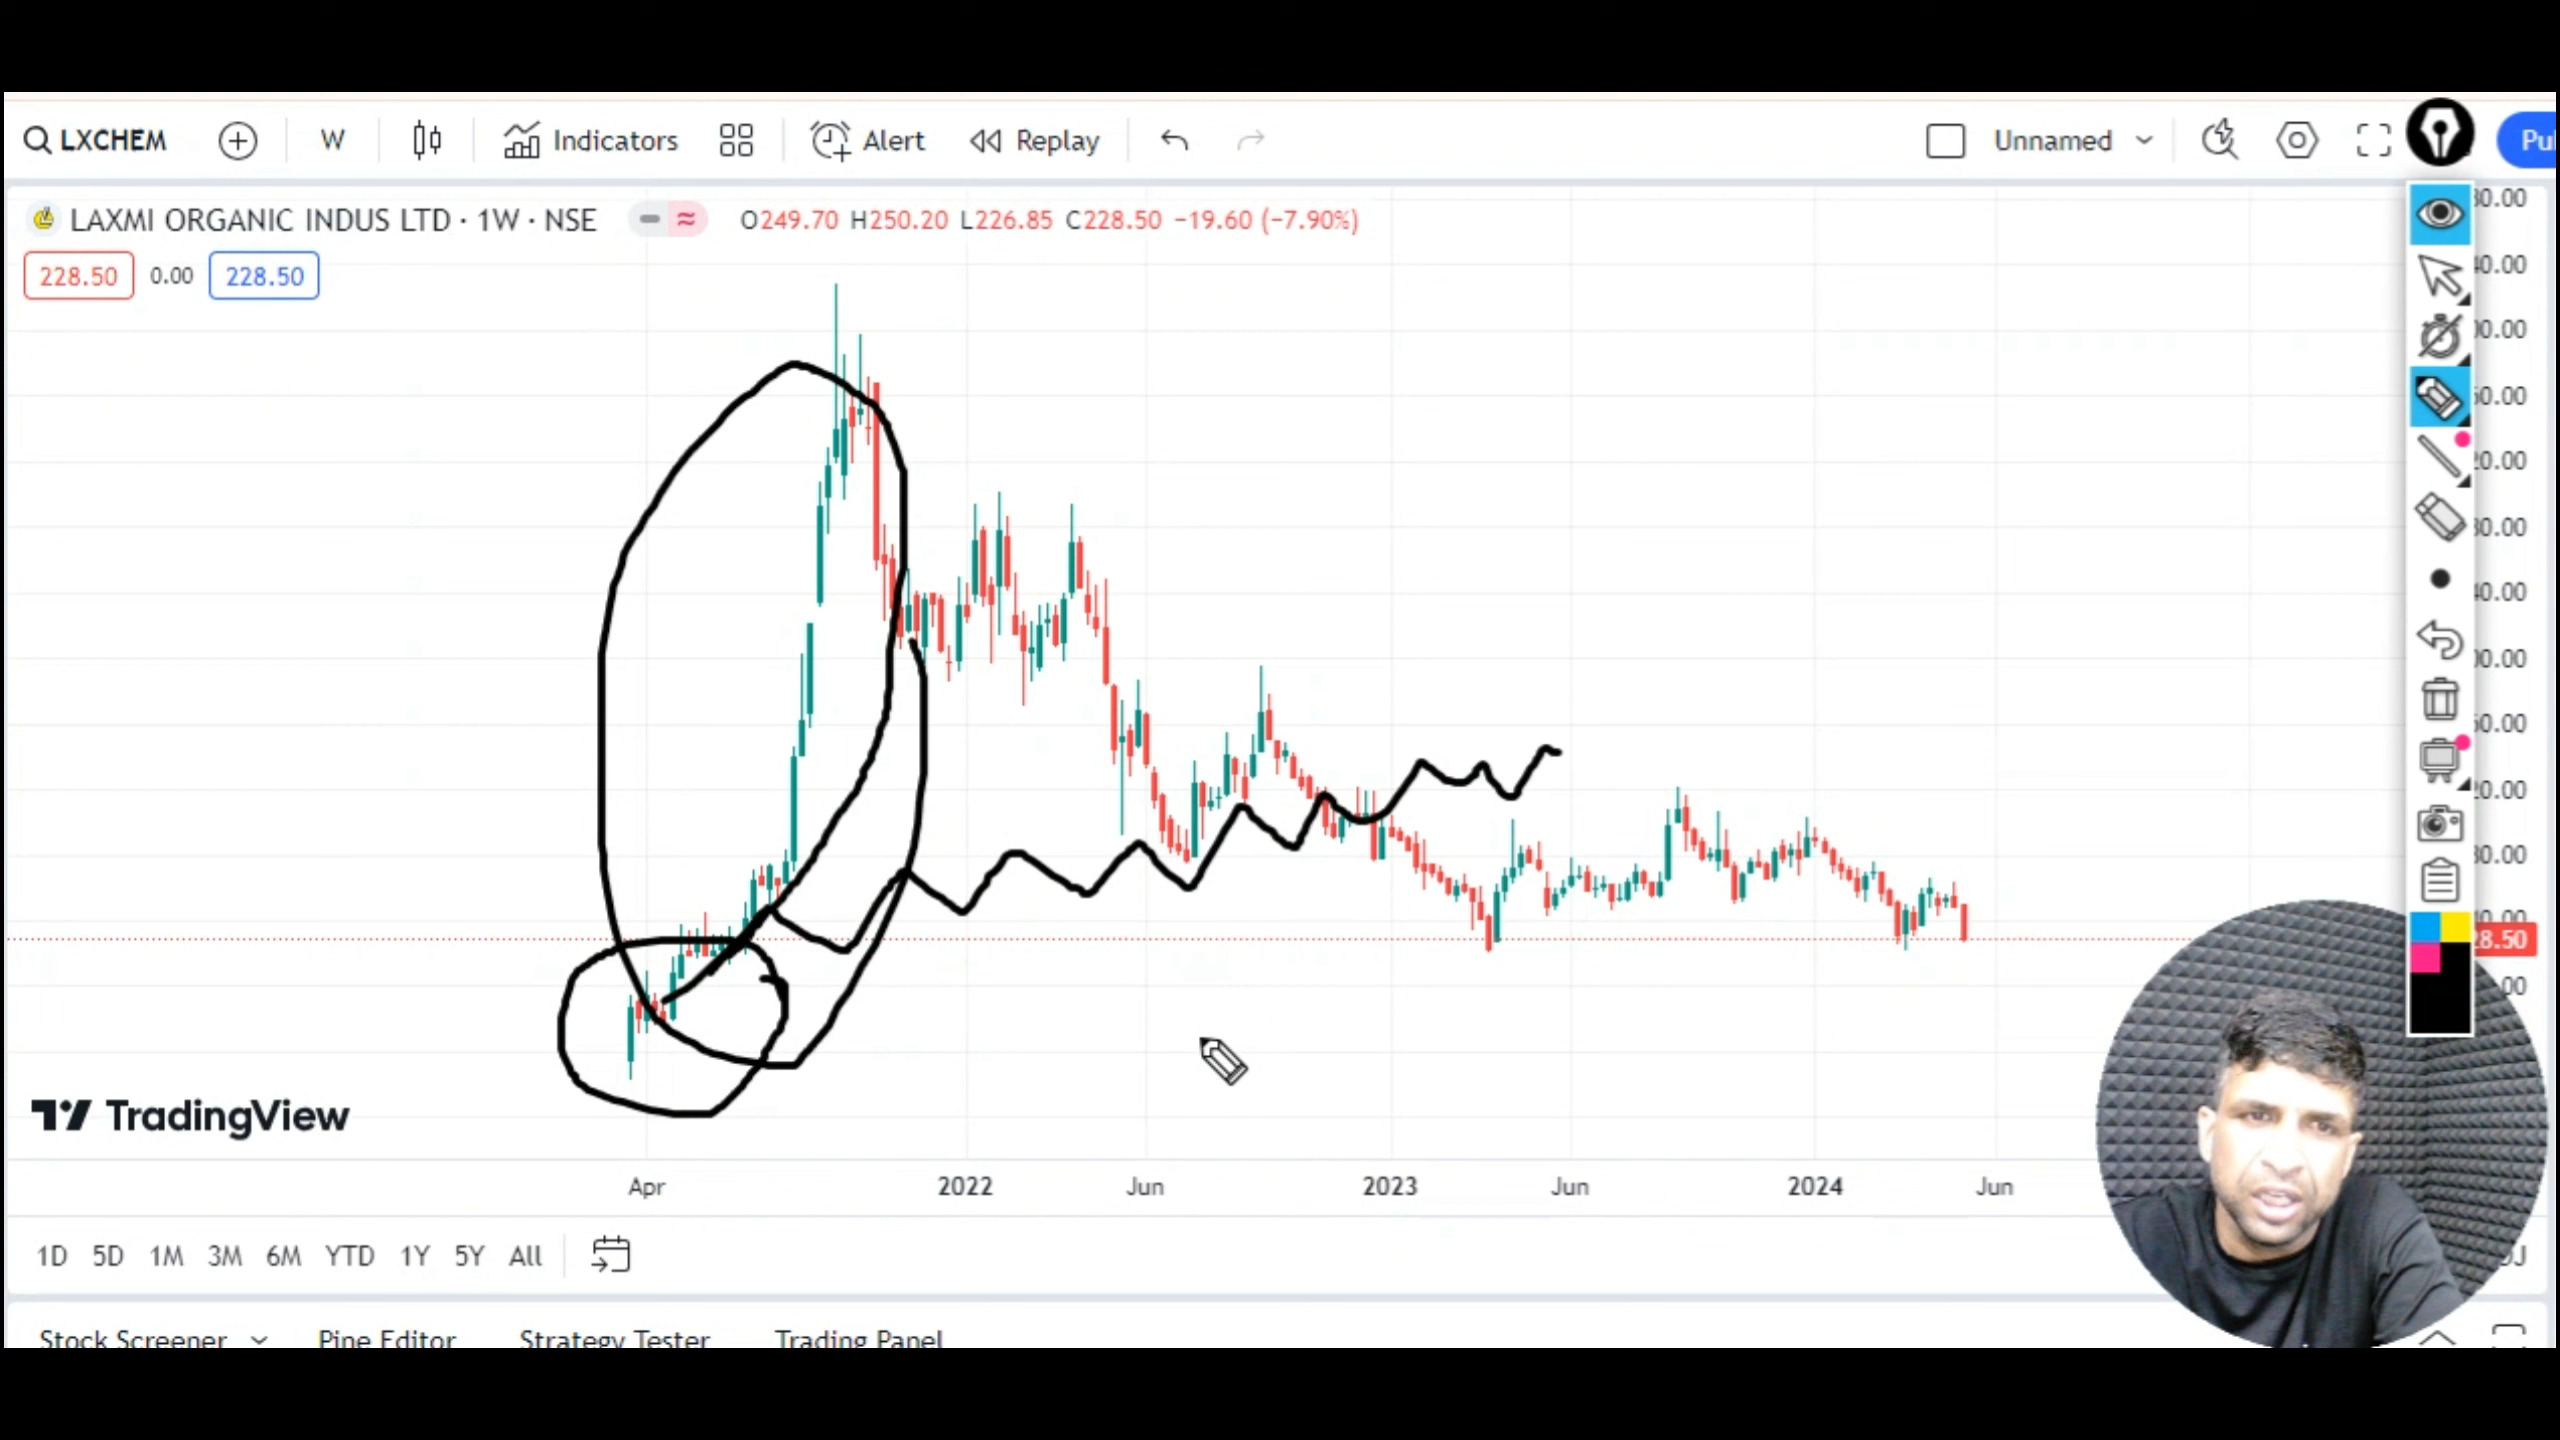 LXCHEM W Indicators Alert Replay Unnamed
LAXMI ORGANIC INDUS LTD · 1W · NSE O249.70 H250.20 L226.85 C228.50 −19.60 (−7.90%)
228.50 0.00 228.50
TradingView
Apr 2022 Jun 2023 Jun 2024 Jun
1D 5D 1M 3M 6M YTD 1Y 5Y All
Stock Screener Pine Editor Strategy Tester Trading Panel